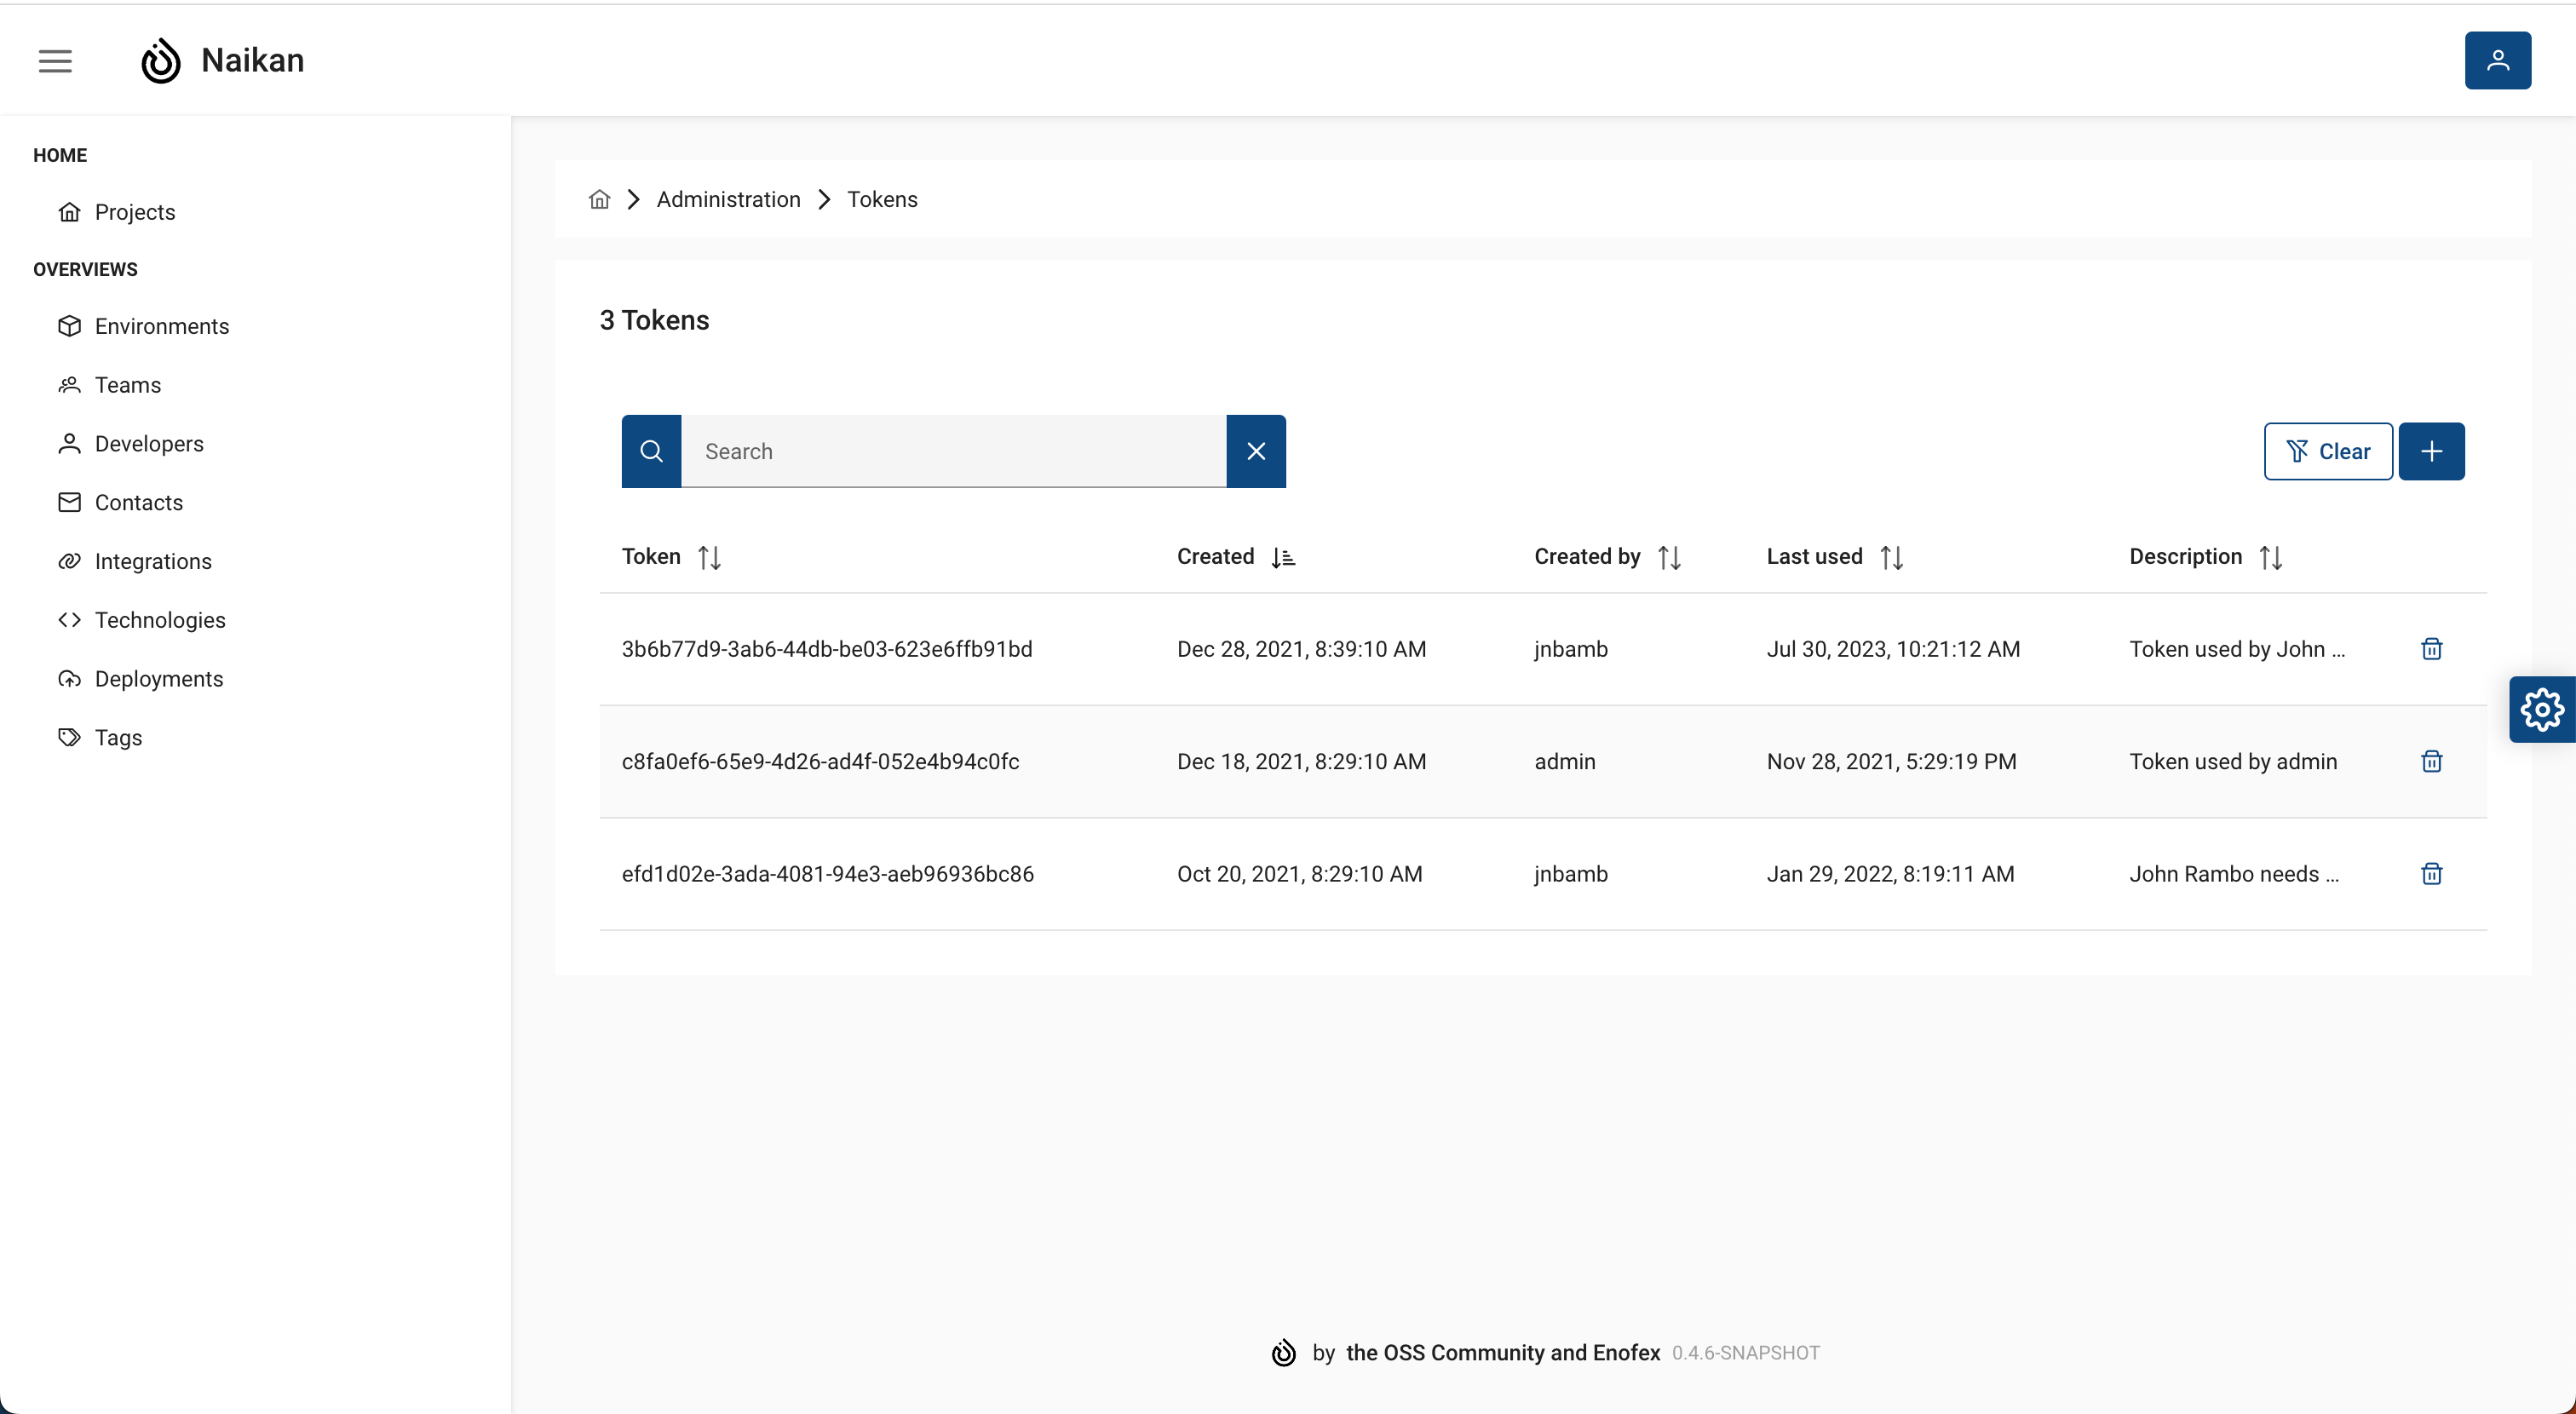 Naikan
HOME
Projects
OVERVIEWS
Environments
Teams
Developers
Contacts
Integrations
Technologies
Deployments
Tags
Administration Tokens
3 Tokens
Search Clear
Token Created Created by Last used Description
3b6b77d9-3ab6-44db-be03-623e6ffb91bd Dec 28, 2021, 8:39:10 AM jnbamb Jul 30, 2023, 10:21:12 AM Token used by John ...
c8fa0ef6-65e9-4d26-ad4f-052e4b94c0fc Dec 18, 2021, 8:29:10 AM admin Nov 28, 2021, 5:29:19 PM Token used by admin
efd1d02e-3ada-4081-94e3-aeb96936bc86 Oct 20, 2021, 8:29:10 AM jnbamb Jan 29, 2022, 8:19:11 AM John Rambo needs ...
by the OSS Community and Enofex 0.4.6-SNAPSHOT